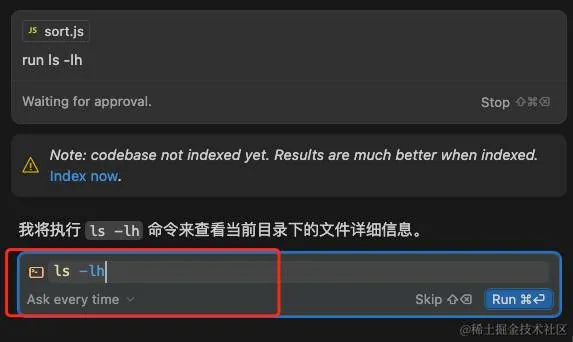 JS sort.js
run ls -lh
Waiting for approval.
Stop ⇧⌘⌫
Note: codebase not indexed yet. Results are much better when indexed.
Index now.
我将执行 ls -lh 命令来查看当前目录下的文件详细信息。
ls -lh
Ask every time
Skip ⇧⌫
Run ⌘⏎
@稀土掘金技术社区